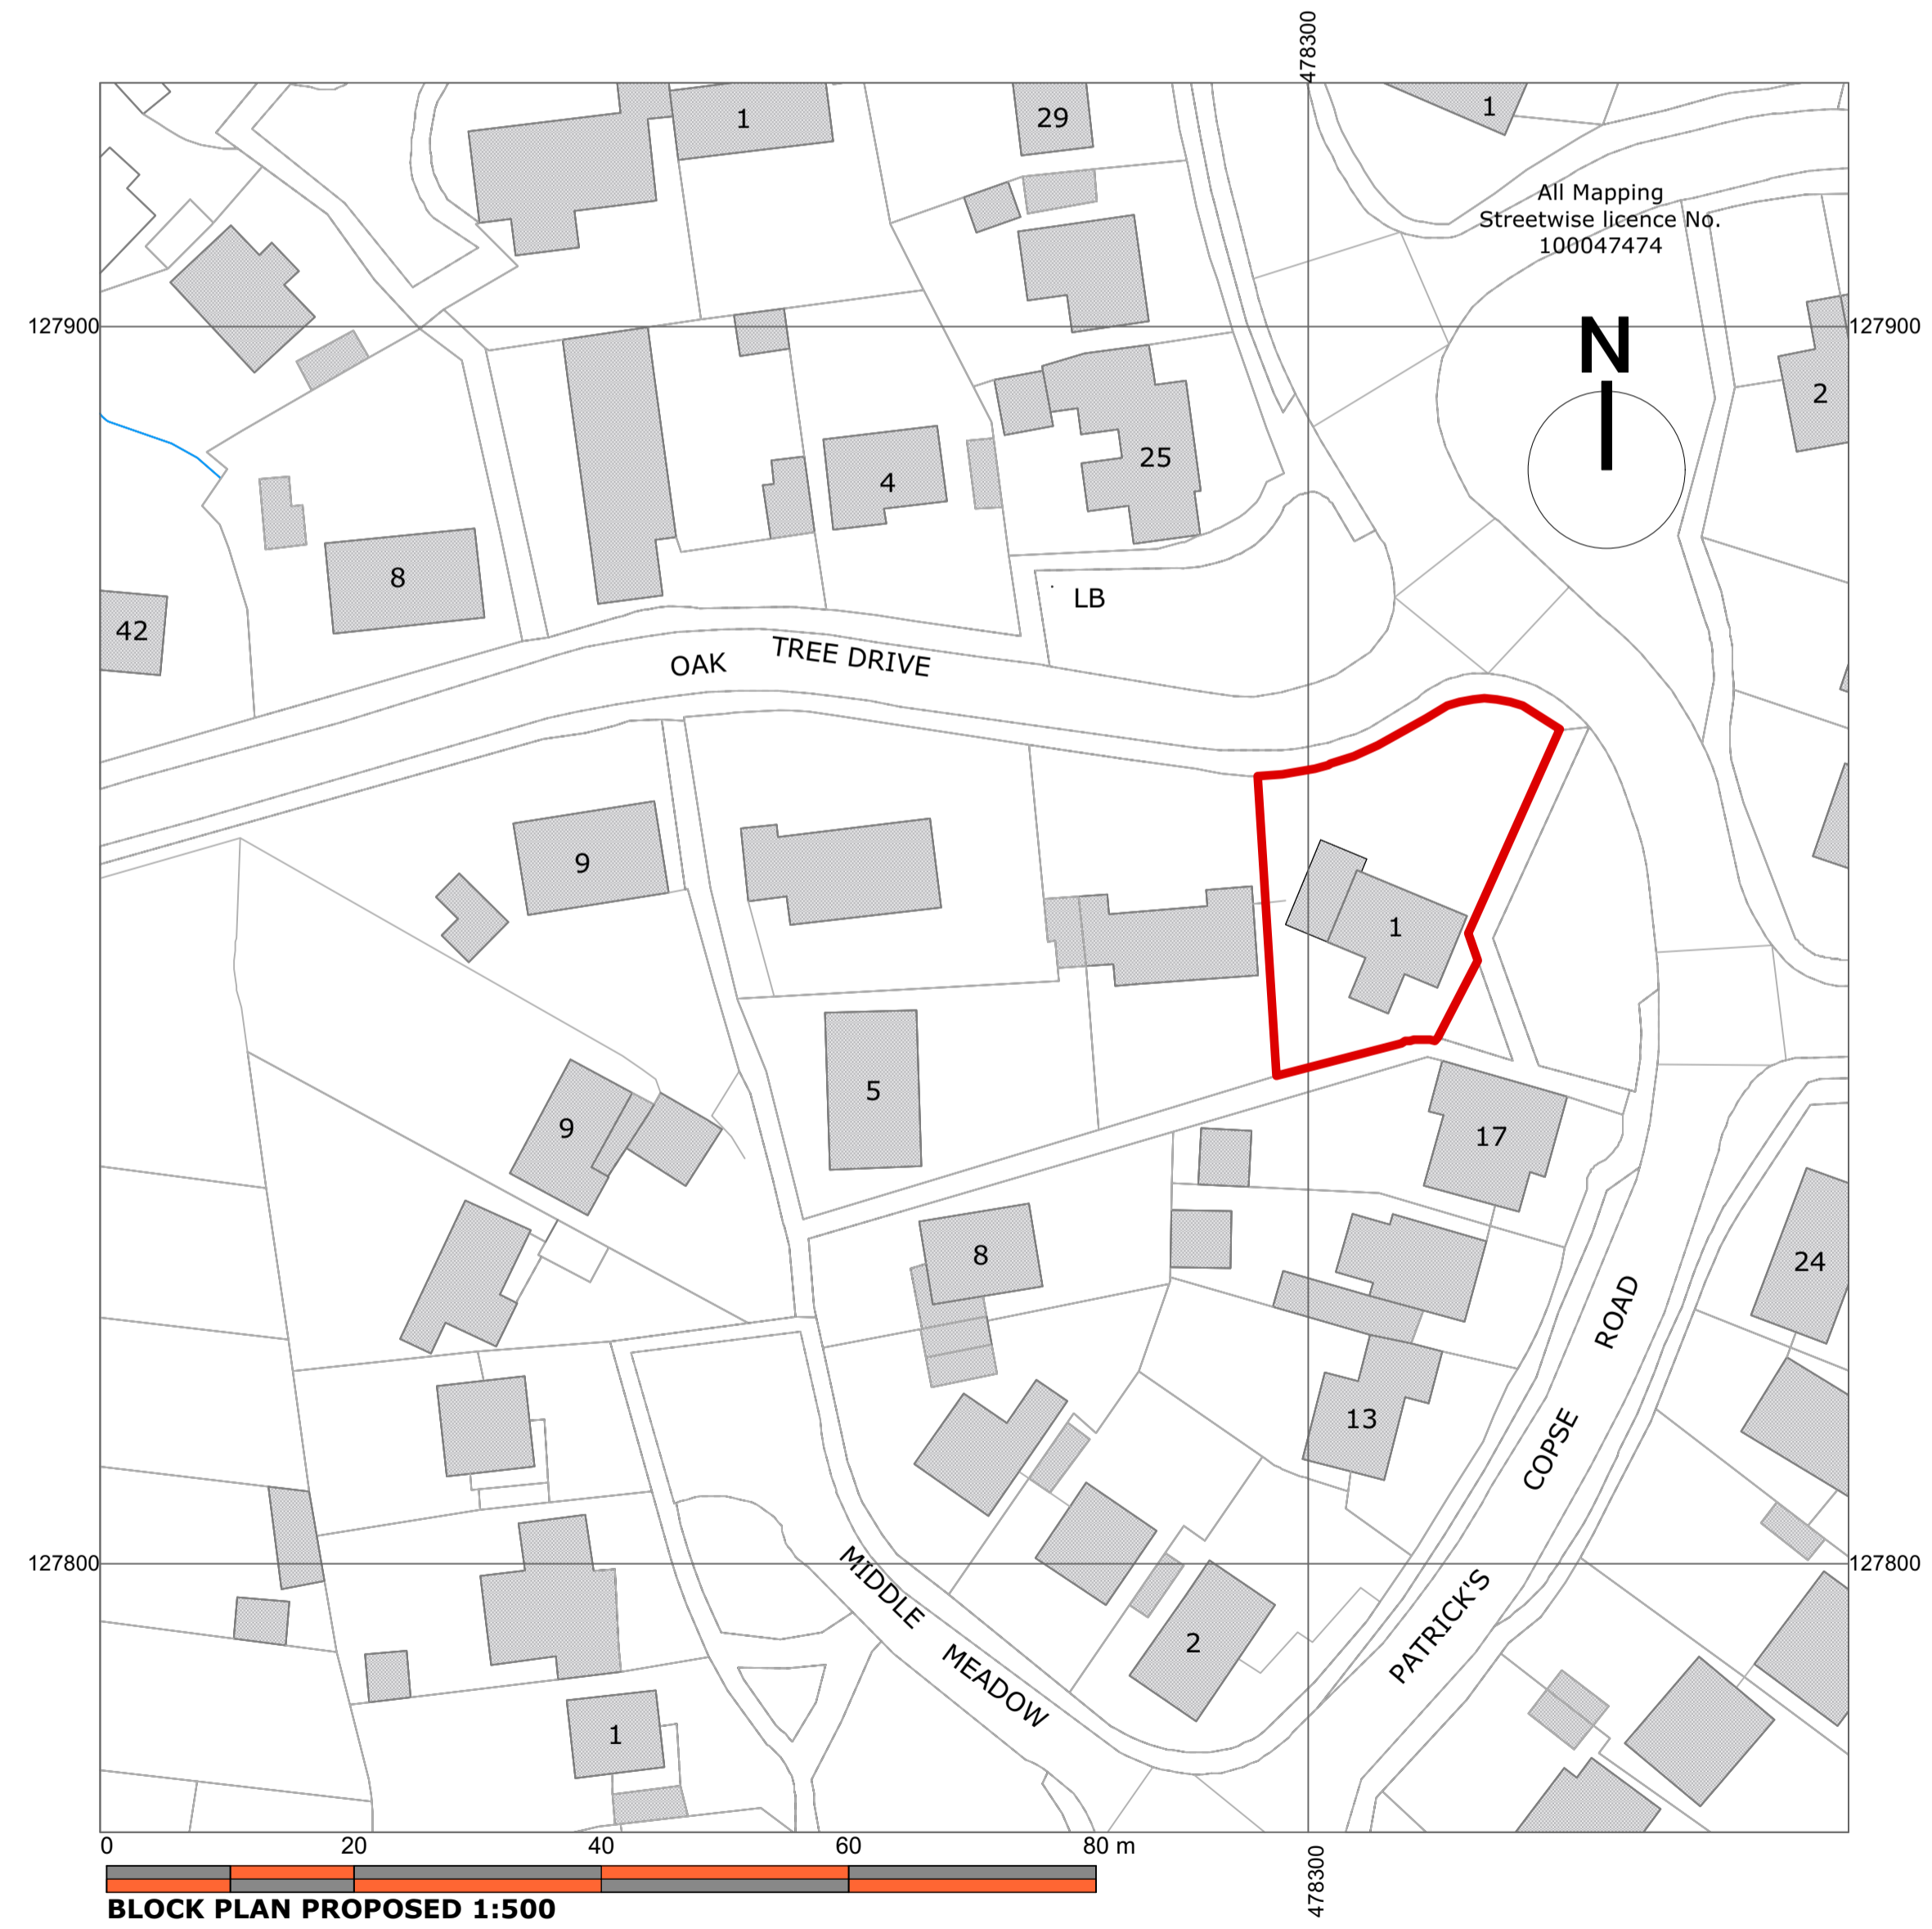 478300
1
29
1
All Mapping
Streetwise licence No.
100047474
127900
127900
N
2
25
4
8
LB
42
OAK TREE DRIVE
9
1
5
9
17
8
24
13
PATRICK'S COPSE ROAD
127800
127800
MIDDLE MEADOW
2
1
0 20 40 60 80 m
478300
BLOCK PLAN PROPOSED 1:500